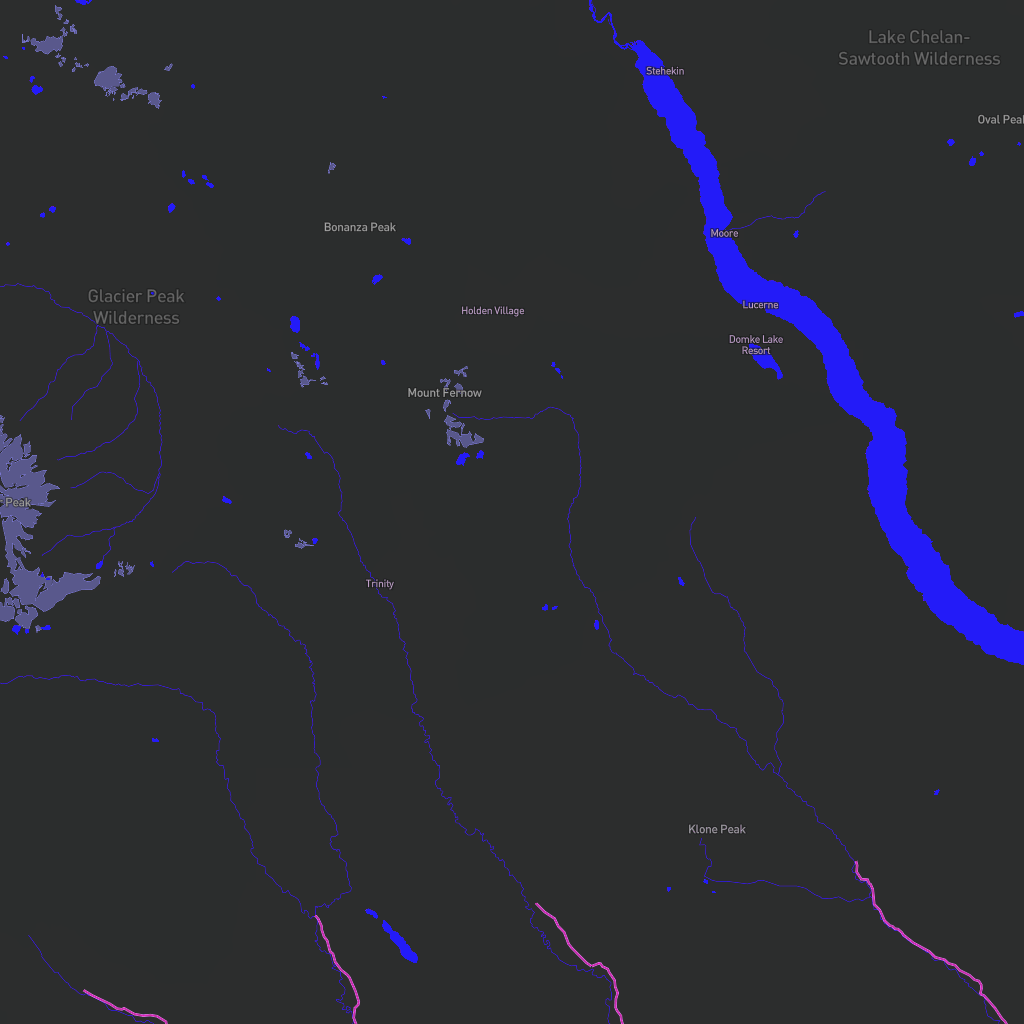 Lake Chelan-
Sawtooth Wilderness
Stehekin
Oval Peak
Bonanza Peak
Moore
Glacier Peak
Wilderness
Lucerne
Holden Village
Domke Lake
Resort
Mount Fernow
Peak
Trinity
Klone Peak